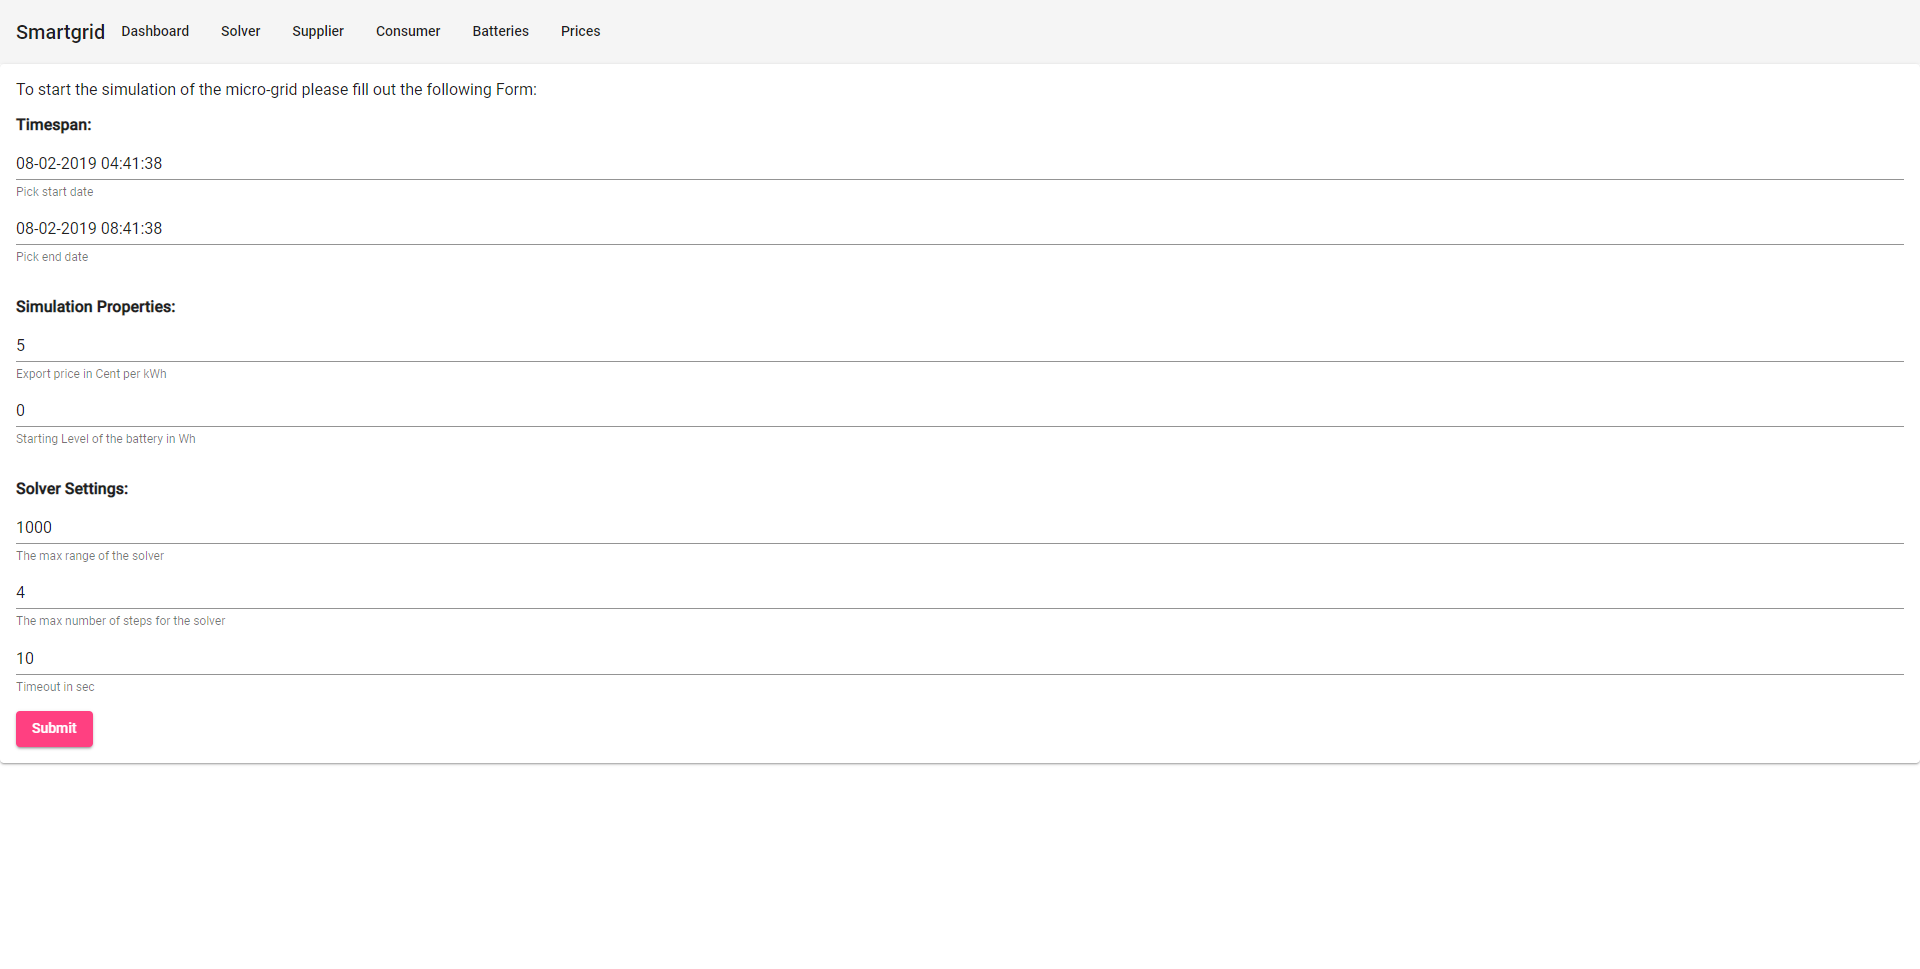 Smartgrid Dashboard Solver Supplier Consumer Batteries Prices
To start the simulation of the micro-grid please fill out the following Form:
Timespan:
08-02-2019 04:41:38
Pick start date
08-02-2019 08:41:38
Pick end date
Simulation Properties:
5
Export price in Cent per kWh
0
Starting Level of the battery in Wh
Solver Settings:
1000
The max range of the solver
4
The max number of steps for the solver
10
Timeout in sec
Submit